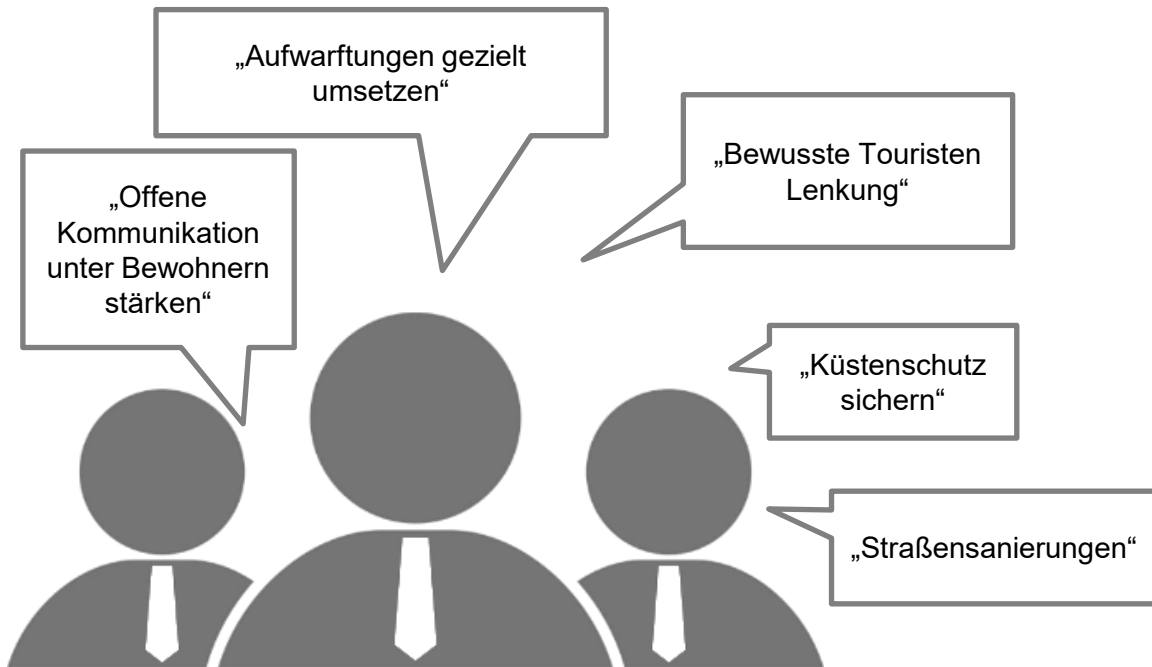 „Aufwarftungen gezielt
umsetzen“
„Bewusste Touristen
Lenkung“
„Offene
Kommunikation
unter Bewohnern
stärken“
„Küstenschutz
sichern“
„Straßensanierungen“